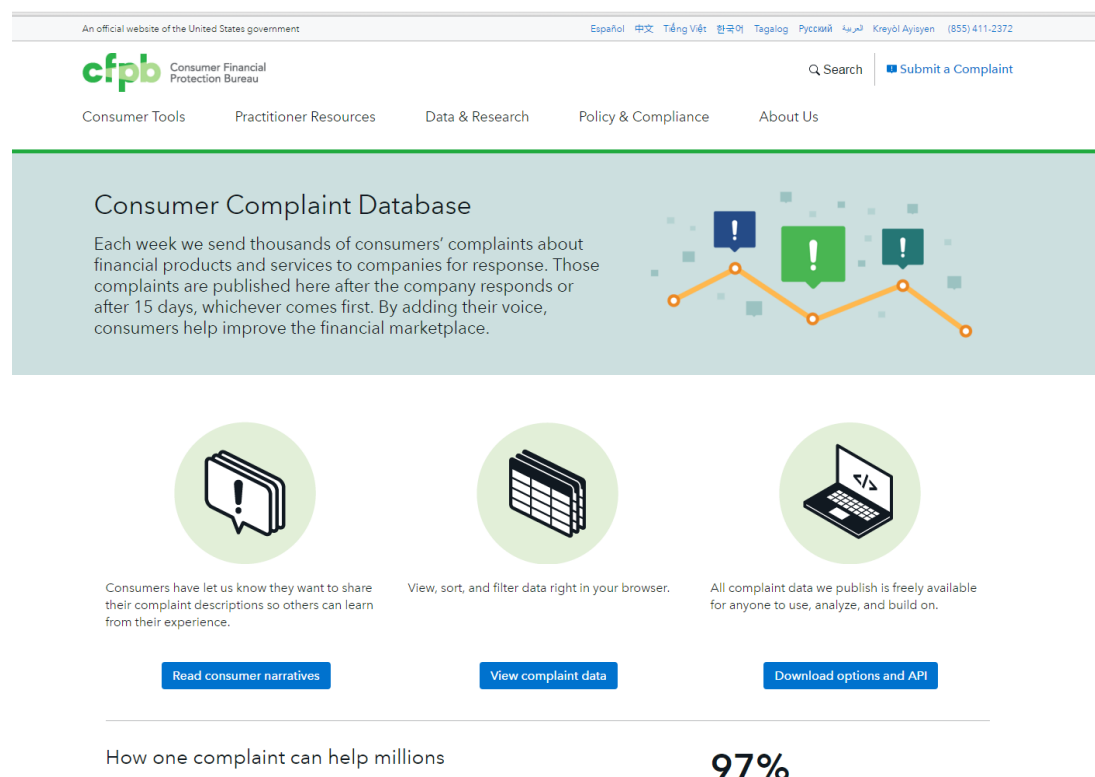 An official website of the United States government
Español 中文 Tiếng Việt 한국어 Tagalog Русский العربية Kreyòl Ayisyen (855) 411-2372
cfpb Consumer Financial
Protection Bureau
Search
Submit a Complaint
Consumer Tools Practitioner Resources Data & Research Policy & Compliance About Us
Consumer Complaint Database
Each week we send thousands of consumers' complaints about
financial products and services to companies for response. Those
complaints are published here after the company responds or
after 15 days, whichever comes first. By adding their voice,
consumers help improve the financial marketplace.
Consumers have let us know they want to share
their complaint descriptions so others can learn
from their experience.
Read consumer narratives
View, sort, and filter data right in your browser.
View complaint data
All complaint data we publish is freely available
for anyone to use, analyze, and build on.
Download options and API
How one complaint can help millions
97%